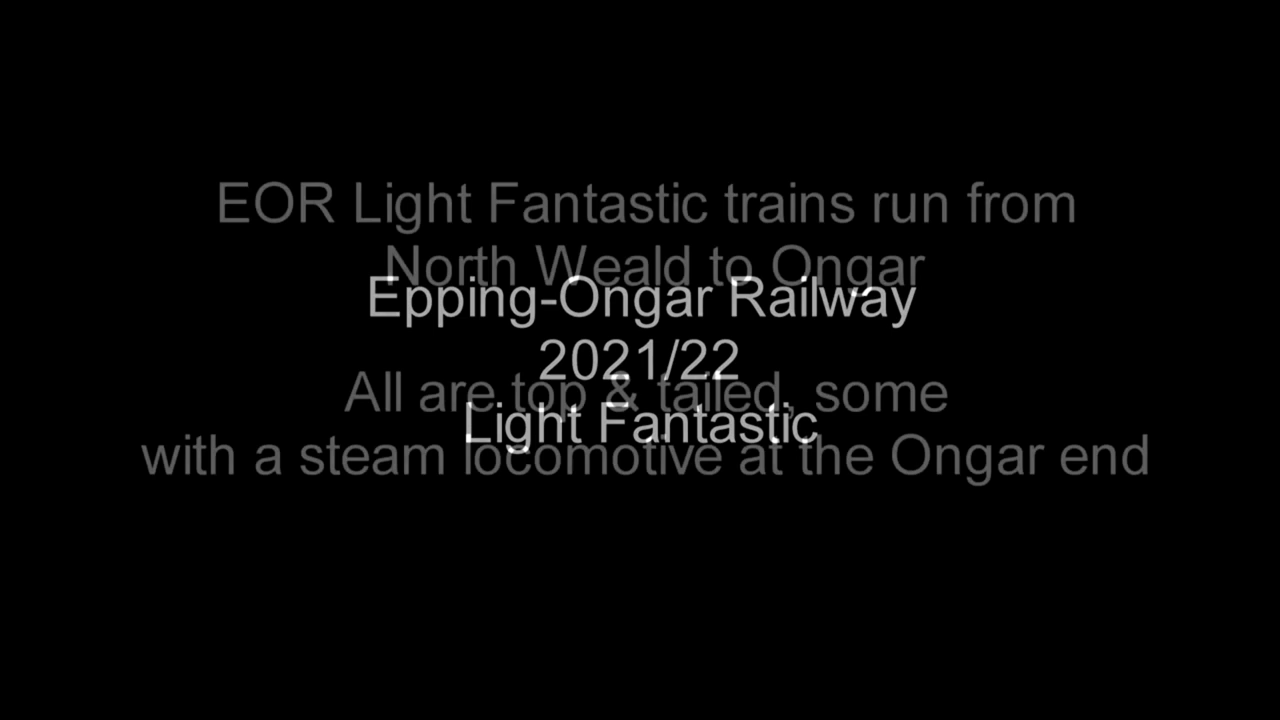 EOR Light Fantastic trains run from
North Weald to Ongar
Epping-Ongar Railway
2021/22
All are top & tailed, some
Light Fantastic
with a steam locomotive at the Ongar end